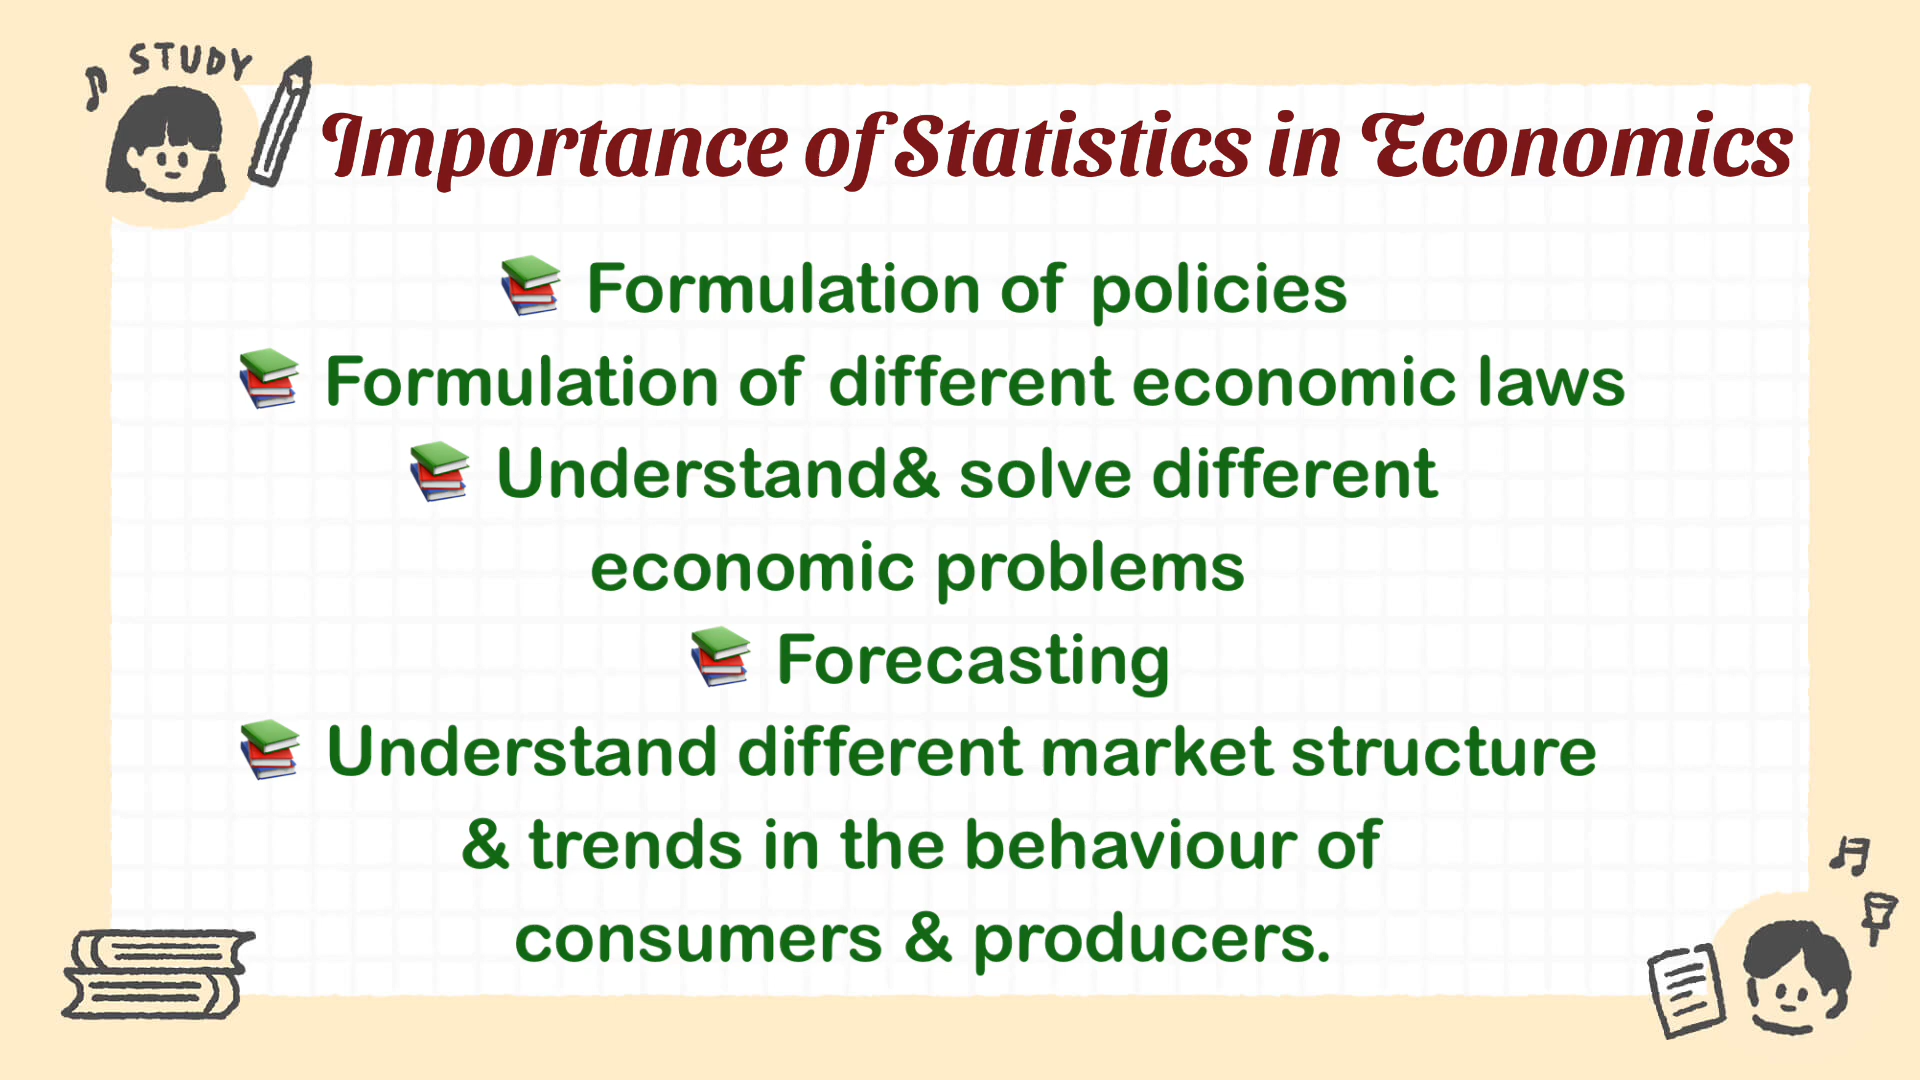 STUDY
Importance of Statistics in Economics
📚 Formulation of policies
📚 Formulation of different economic laws
📚 Understand& solve different
economic problems
📚 Forecasting
📚 Understand different market structure
& trends in the behaviour of
consumers & producers.